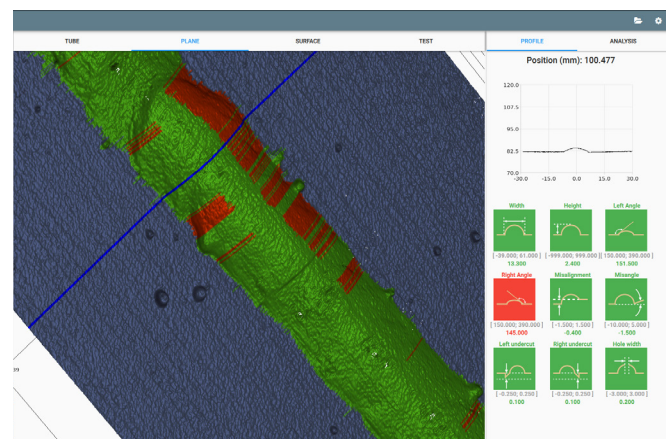 TUBE PLANE SURFACE TEST PROFILE ANALYSIS
Position (mm): 100.477
120.0
107.5
95.0
82.5
70.0
-30.0 -15.0 0.0 15.0 30.0
Width Height Left Angle
[ -39.000; 61.000 ] [ -999.000; 999.000 ] [ 150.000; 390.000 ]
13.300 2.400 151.500
Right Angle Misalignment Misangle
[ 150.000; 390.000 ] [ -1.500; 1.500 ] [ -10.000; 5.000 ]
145.000 -0.400 -1.500
Left undercut Right undercut Hole width
[ -0.250; 0.250 ] [ -0.250; 0.250 ] [ -3.000; 3.000 ]
0.100 0.100 0.200